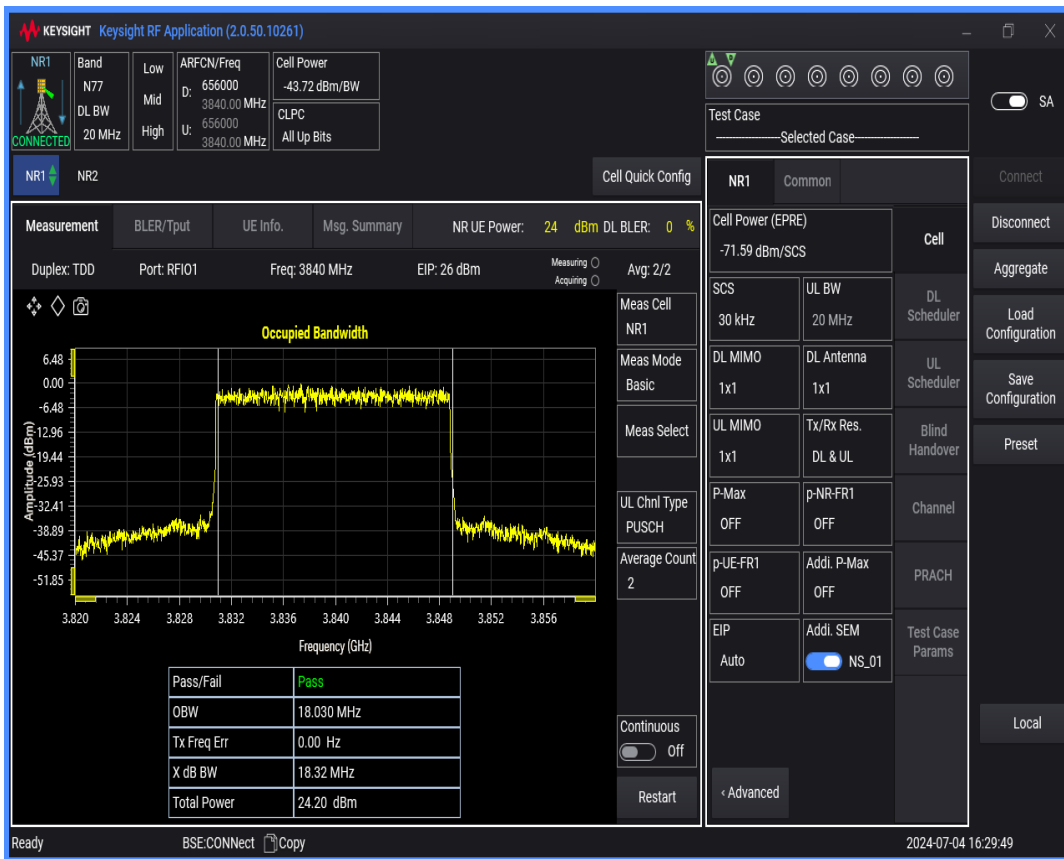 KEYSIGHT Keysight RF Application (2.0.50.10261)
NR1
CONNECTED
Band
N77
DL BW
20 MHz
Low
Mid
High
ARFCN/Freq
D: 656000
3840.00 MHz
U: 656000
3840.00 MHz
Cell Power
-43.72 dBm/BW
CLPC
All Up Bits
Test Case
--------------------Selected Case--------------------
SA
NR1
NR2
Cell Quick Config
NR1 Common
Connect
Disconnect
Aggregate
Load
Configuration
Save
Configuration
Preset
Local
Measurement BLER/Tput UE Info. Msg. Summary NR UE Power: 24 dBm DL BLER: 0 %
Duplex: TDD Port: RFIO1 Freq: 3840 MHz EIP: 26 dBm Measuring Avg: 2/2
Acquiring
Occupied Bandwidth
Amplitude (dBm)
6.48
0.00
-6.48
-12.96
-19.44
-25.93
-32.41
-38.89
-45.37
-51.85
3.820 3.824 3.828 3.832 3.836 3.840 3.844 3.848 3.852 3.856
Frequency (GHz)
Pass/Fail Pass
OBW 18.030 MHz
Tx Freq Err 0.00 Hz
X dB BW 18.32 MHz
Total Power 24.20 dBm
Meas Cell
NR1
Meas Mode
Basic
Meas Select
UL Chnl Type
PUSCH
Average Count
2
Continuous
Off
Restart
Cell Power (EPRE)
-71.59 dBm/SCS
SCS
30 kHz
UL BW
20 MHz
DL MIMO
1x1
DL Antenna
1x1
UL MIMO
1x1
Tx/Rx Res.
DL & UL
P-Max
OFF
p-NR-FR1
OFF
p-UE-FR1
OFF
Addi. P-Max
OFF
EIP
Auto
Addi. SEM
NS_01
‹ Advanced
Cell
DL
Scheduler
UL
Scheduler
Blind
Handover
Channel
PRACH
Test Case
Params
Ready BSE:CONNect Copy 2024-07-04 16:29:49